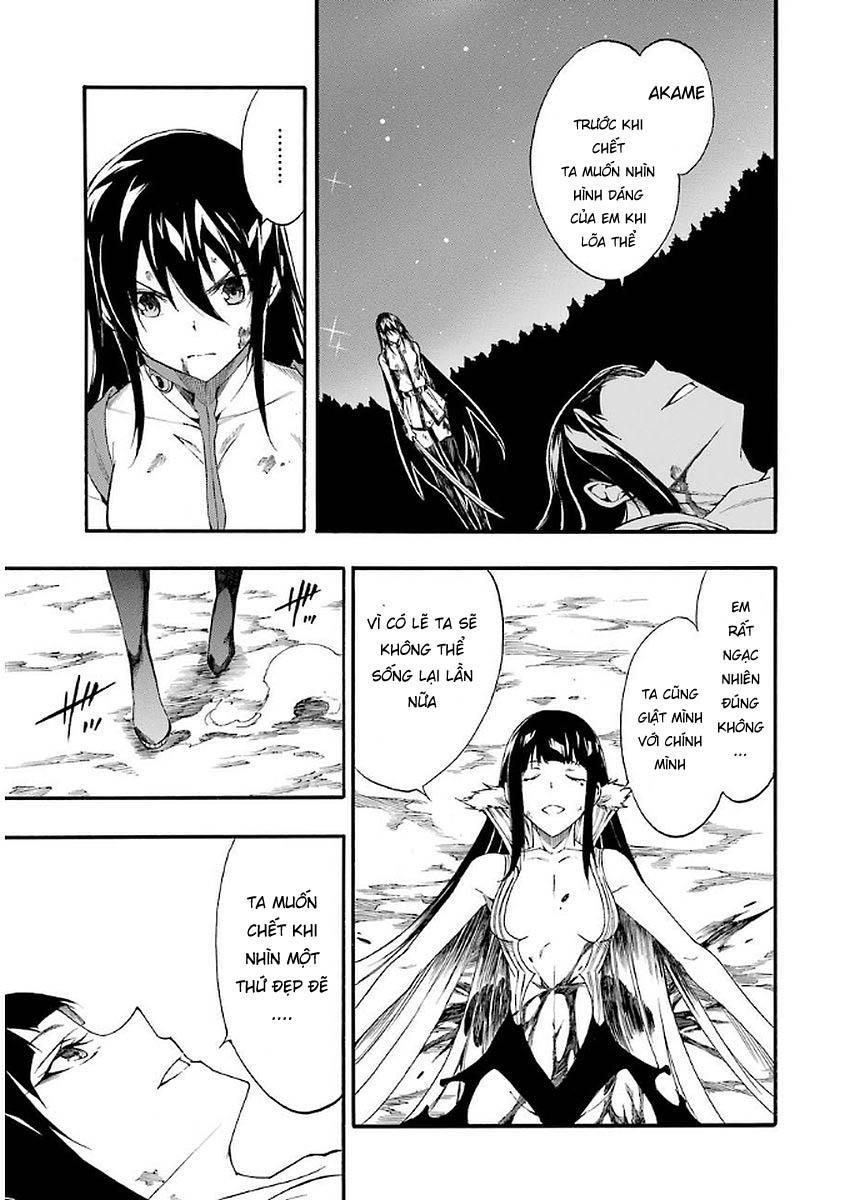 AKAME
TRƯỚC KHI
CHẾT
TA MUỐN NHÌN
HÌNH DÁNG
CỦA EM KHI
LÕA THỂ
.........
EM
RẤT
NGẠC
NHIÊN
ĐÚNG
KHÔNG
...
TA CŨNG
GIẬT MÌNH
VỚI CHÍNH
MÌNH
VÌ CÓ LẼ TA SẼ
KHÔNG THỂ
SỐNG LẠI LẦN
NỮA
TA MUỐN
CHẾT KHI
NHÌN MỘT
THỨ ĐẸP ĐẼ
....